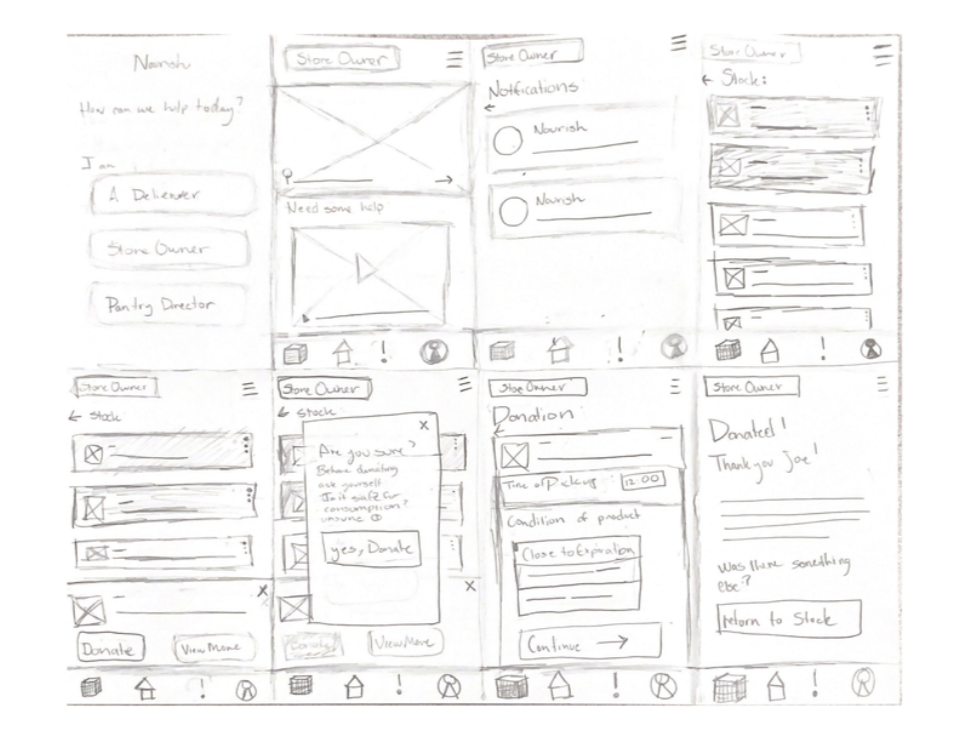 Nourish
How can we help today?
I am
A Deliverer
Store Owner
Pantry Director
Store Owner
Need some help
Store Owner
Notifications
Nourish
Nourish
Store Owner
Stock:
Store Owner
Stock
Donate
View More
Store Owner
Stock
X
Are you sure?
Before donating
ask yourself
Is it safe for
consumption?
unsure
yes, Donate
X
Donate
View More
Store Owner
Donation
Time of Pickup 12:00
Condition of product
Close to Expiration
Continue
Store Owner
Donated!
Thank you Joe!
Was there something
else?
return to Stock